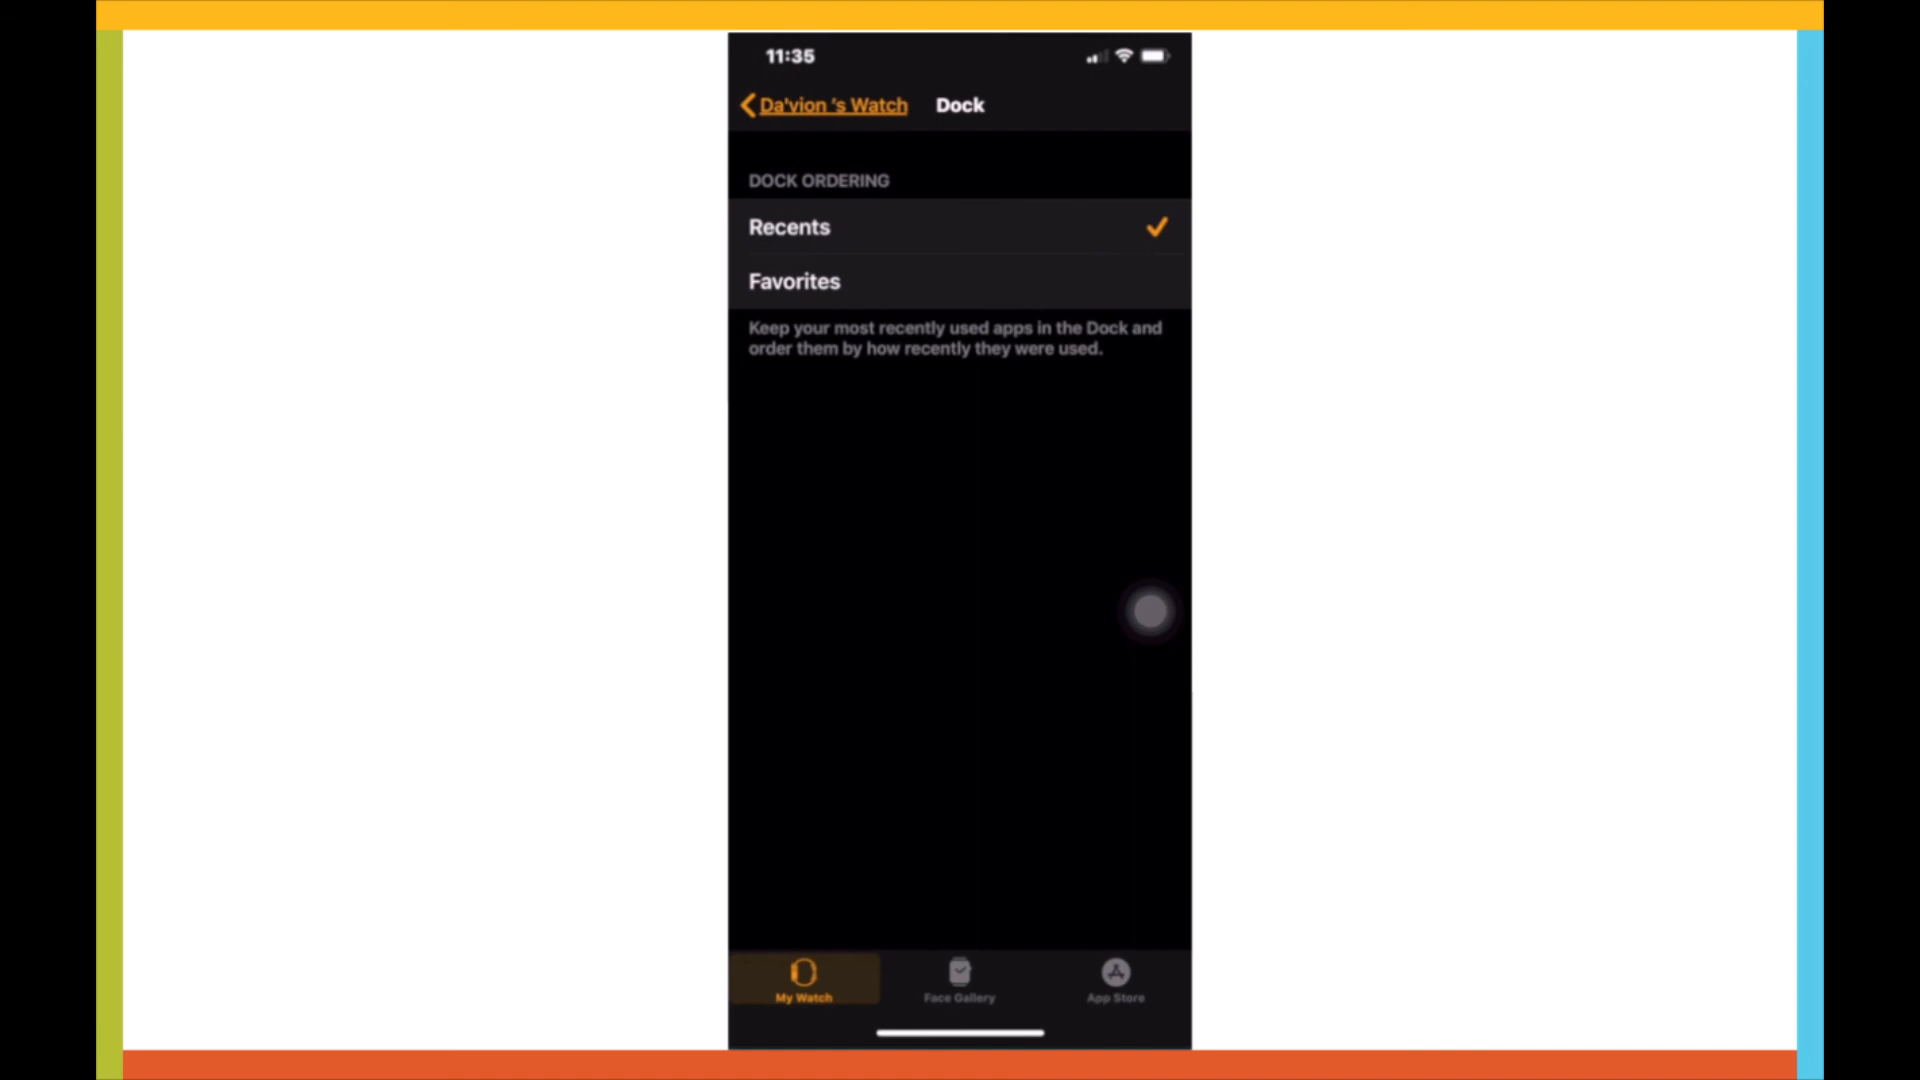 11:35
Da'vion 's Watch
Dock
DOCK ORDERING
Recents
Favorites
Keep your most recently used apps in the Dock and
order them by how recently they were used.
My Watch
Face Gallery
App Store